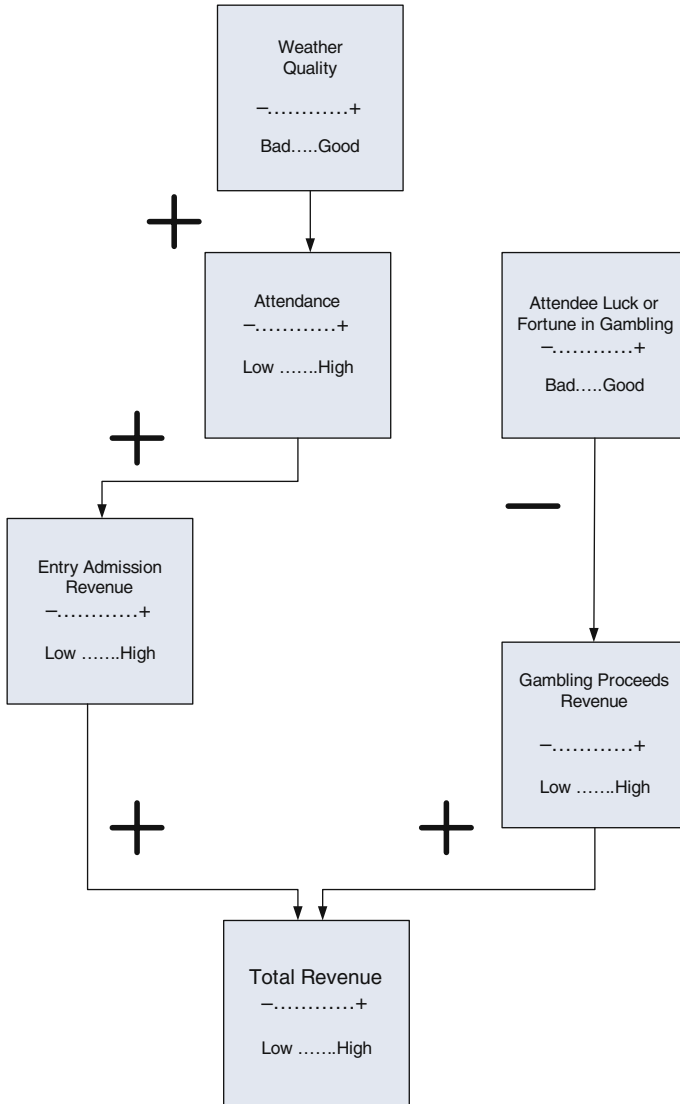 Weather
Quality
–............+
Bad.....Good
+
Attendance
–............+
Low .......High
Attendee Luck or
Fortune in Gambling
–............+
Bad.....Good
+
–
Entry Admission
Revenue
–............+
Low .......High
Gambling Proceeds
Revenue
–............+
Low .......High
+
+
Total Revenue
–............+
Low .......High